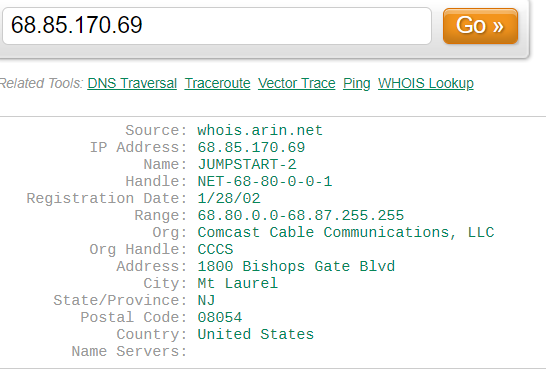 68.85.170.69 Go »
Related Tools: DNS Traversal Traceroute Vector Trace Ping WHOIS Lookup
Source: whois.arin.net
IP Address: 68.85.170.69
Name: JUMPSTART-2
Handle: NET-68-80-0-0-1
Registration Date: 1/28/02
Range: 68.80.0.0-68.87.255.255
Org: Comcast Cable Communications, LLC
Org Handle: CCCS
Address: 1800 Bishops Gate Blvd
City: Mt Laurel
State/Province: NJ
Postal Code: 08054
Country: United States
Name Servers: